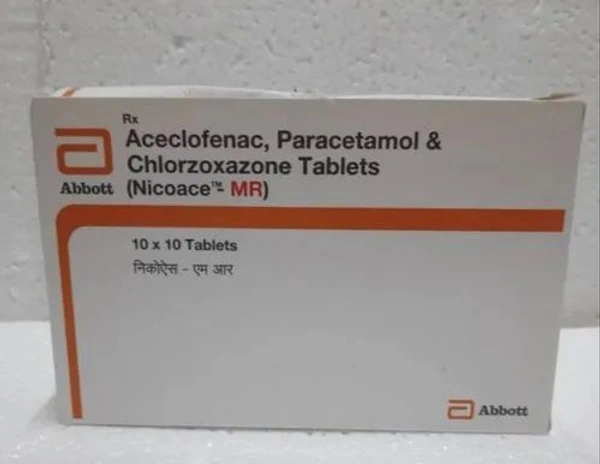 Rx
Aceclofenac, Paracetamol &
Chlorzoxazone Tablets
Abbott (Nicoace™- MR)
10 x 10 Tablets
निकोऐस - एम आर
Abbott